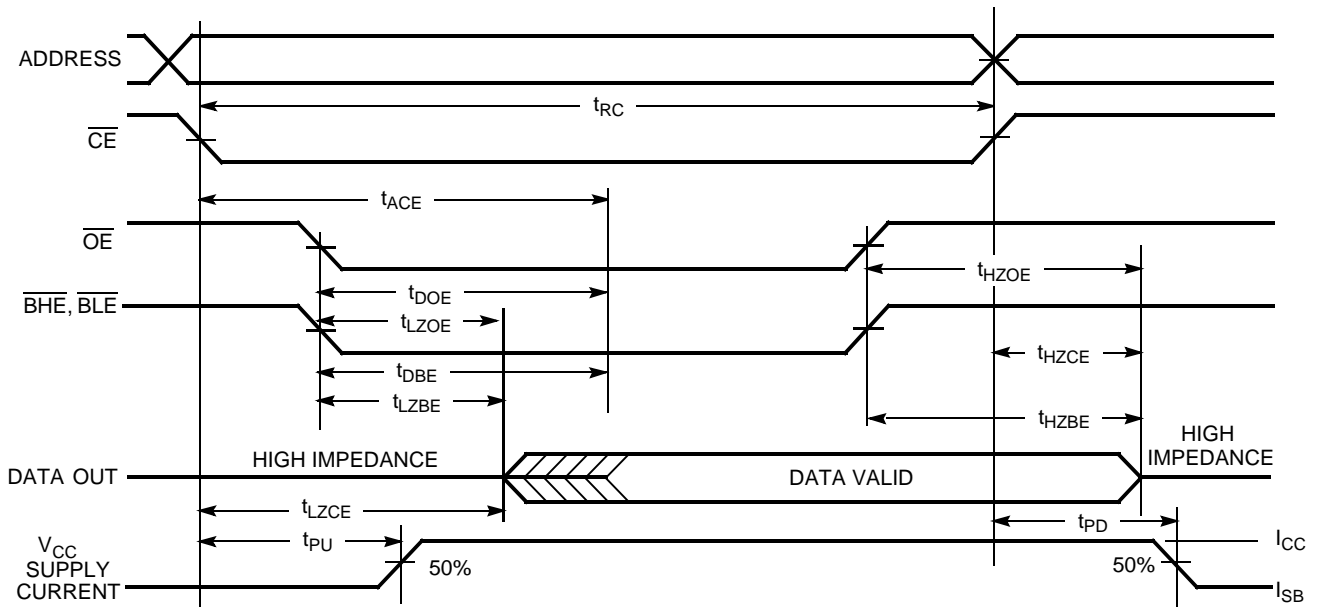 ADDRESS
tRC
CE
tACE
OE
tHZOE
tDOE
BHE, BLE
tLZOE
tHZCE
tDBE
tLZBE
tHZBE
HIGH IMPEDANCE
HIGH
IMPEDANCE
DATA OUT
DATA VALID
tLZCE
tPD
tPU
VCC
SUPPLY
CURRENT
50%
50%
ICC
ISB